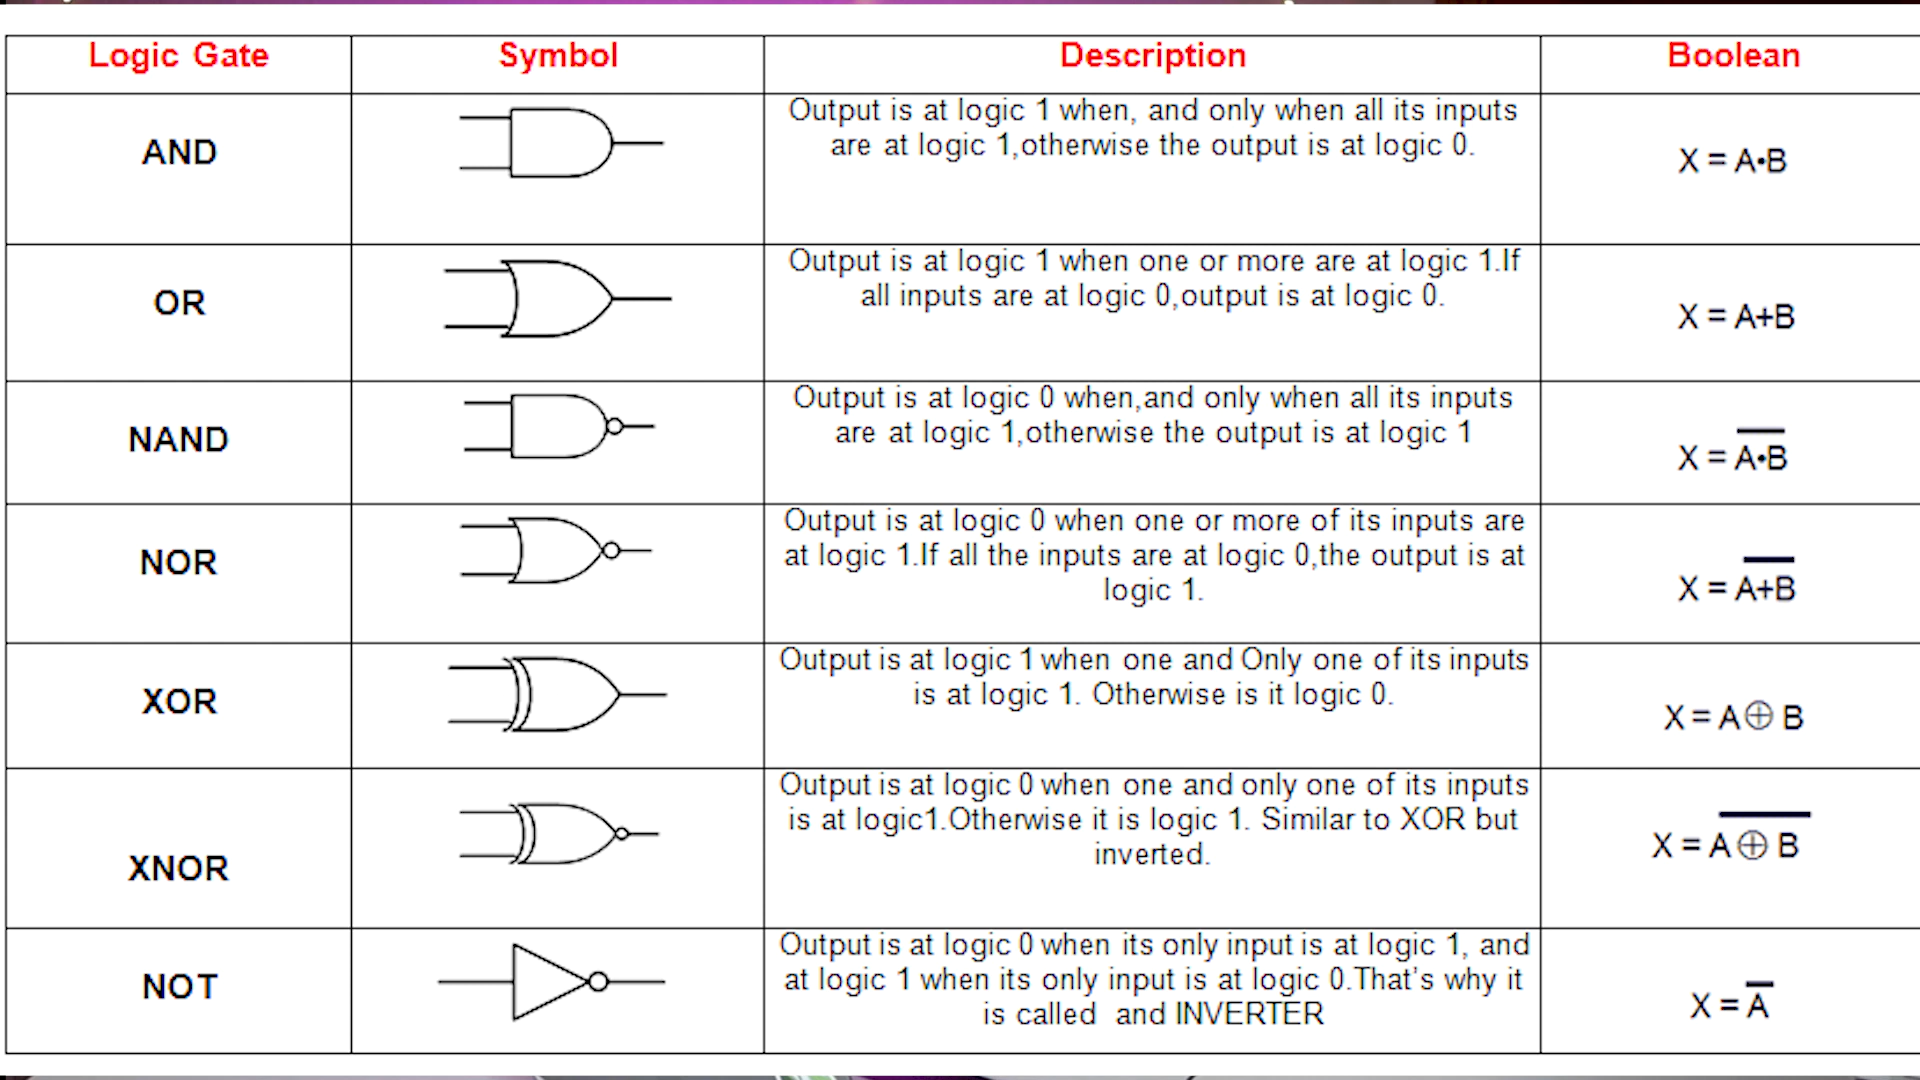 Logic Gate Symbol Description Boolean
AND
Output is at logic 1 when, and only when all its inputs
are at logic 1,otherwise the output is at logic 0.
X = A•B
OR
Output is at logic 1 when one or more are at logic 1.If
all inputs are at logic 0,output is at logic 0.
X = A+B
NAND
Output is at logic 0 when,and only when all its inputs
are at logic 1,otherwise the output is at logic 1
X = A̅•̅B̅
NOR
Output is at logic 0 when one or more of its inputs are
at logic 1.If all the inputs are at logic 0,the output is at
logic 1.
X = A̅+̅B̅
XOR
Output is at logic 1 when one and Only one of its inputs
is at logic 1. Otherwise is it logic 0.
X = A⊕ B
XNOR
Output is at logic 0 when one and only one of its inputs
is at logic1.Otherwise it is logic 1. Similar to XOR but
inverted.
X = A̅ ⊕̅ B̅
NOT
Output is at logic 0 when its only input is at logic 1, and
at logic 1 when its only input is at logic 0.That's why it
is called and INVERTER
X = A̅